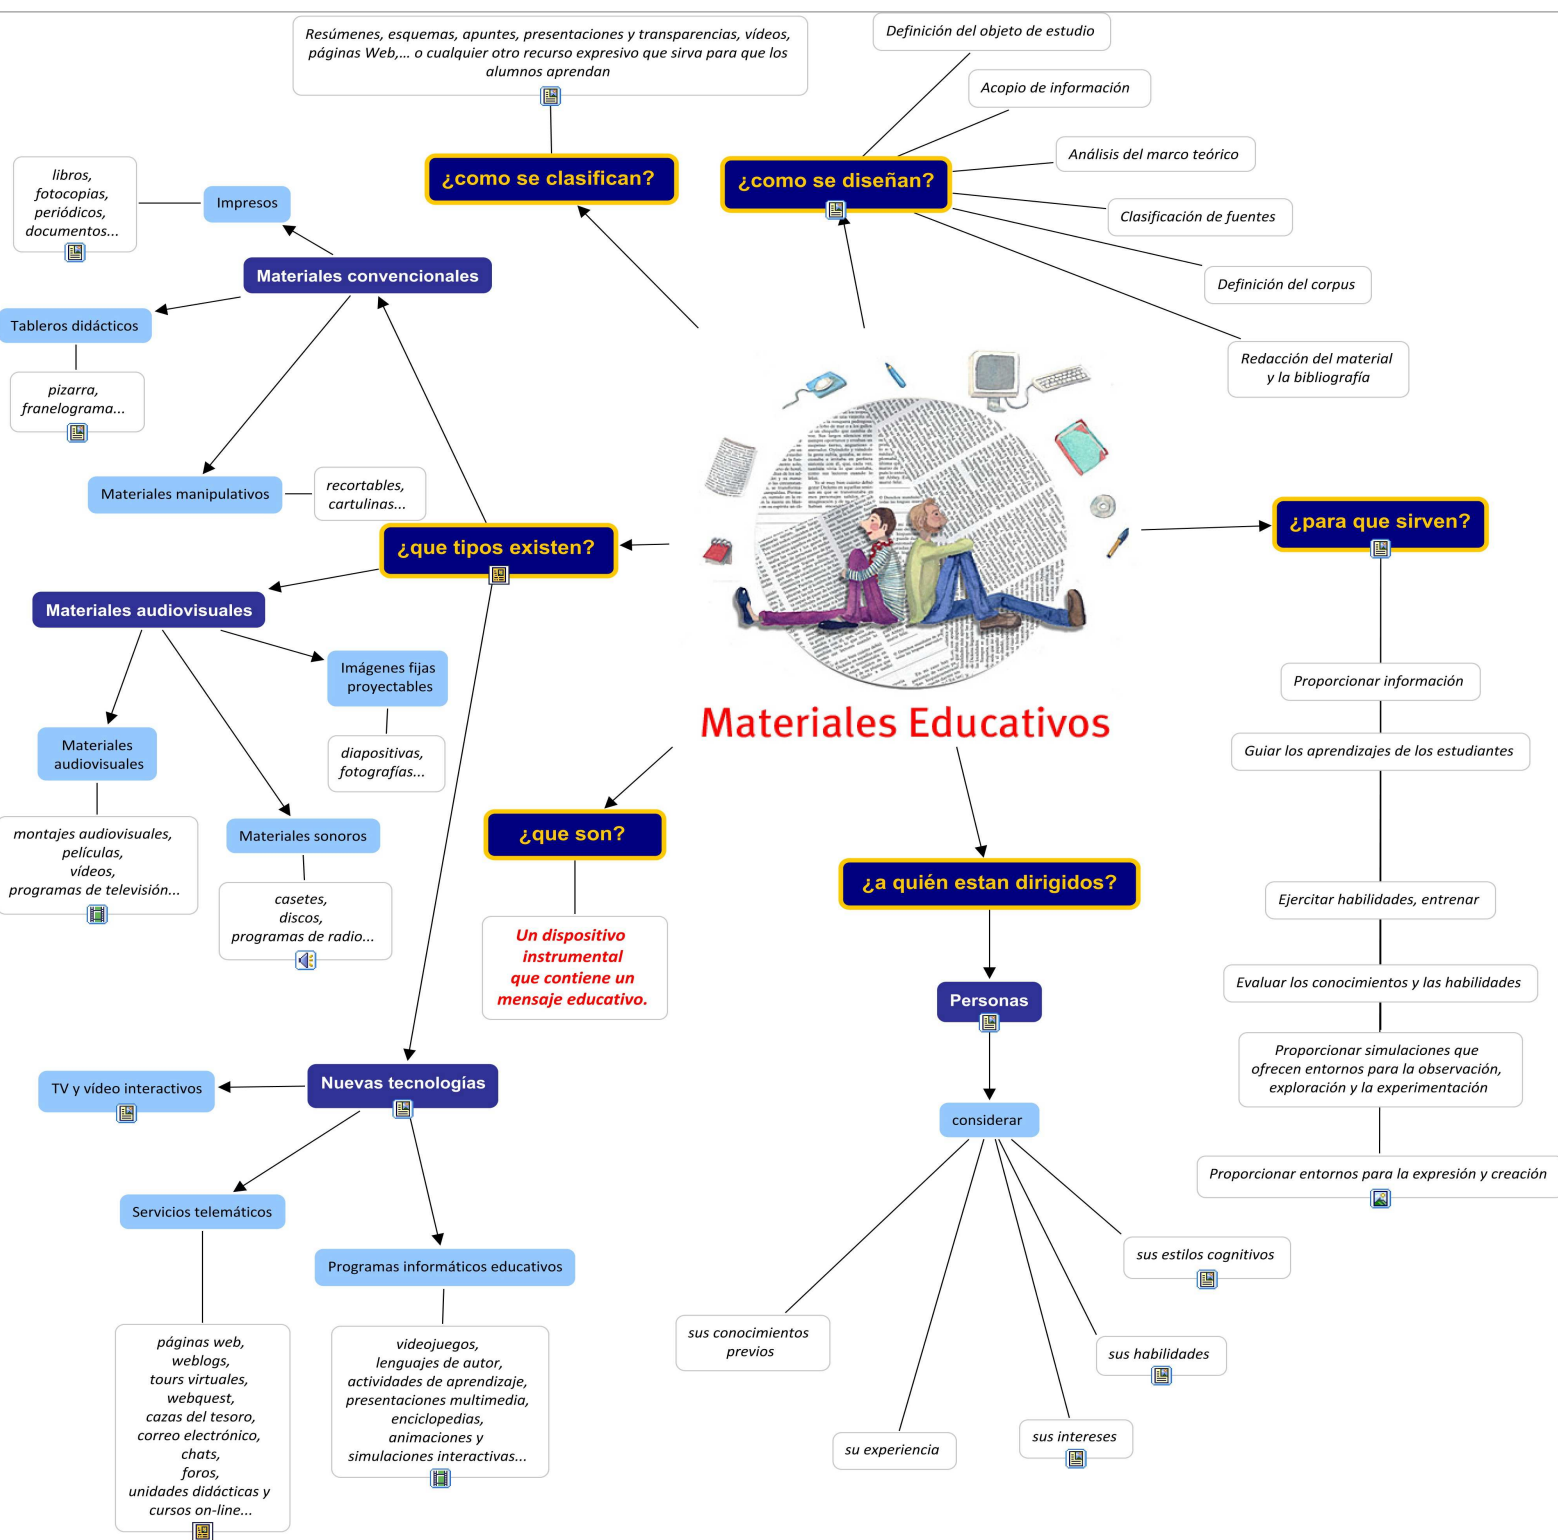 Resúmenes, esquemas, apuntes, presentaciones y transparencias, vídeos,
páginas Web,... o cualquier otro recurso expresivo que sirva para que los
alumnos aprendan
¿como se clasifican?
Definición del objeto de estudio
Acopio de información
Análisis del marco teórico
Clasificación de fuentes
Definición del corpus
Redacción del material
y la bibliografía
¿como se diseñan?
libros,
fotocopias,
periódicos,
documentos...
Impresos
Materiales convencionales
Tableros didácticos
pizarra,
franelograma...
Materiales manipulativos
recortables,
cartulinas...
¿que tipos existen?
Materiales audiovisuales
Imágenes fijas
proyectables
diapositivas,
fotografías...
Materiales
audiovisuales
montajes audiovisuales,
películas,
vídeos,
programas de televisión...
Materiales sonoros
casetes,
discos,
programas de radio...
Materiales Educativos
¿que son?
Un dispositivo
instrumental
que contiene un
mensaje educativo.
¿para que sirven?
Proporcionar información
Guiar los aprendizajes de los estudiantes
Ejercitar habilidades, entrenar
Evaluar los conocimientos y las habilidades
Proporcionar simulaciones que
ofrecen entornos para la observación,
exploración y la experimentación
Proporcionar entornos para la expresión y creación
¿a quién estan dirigidos?
Personas
considerar
sus estilos cognitivos
sus habilidades
sus intereses
su experiencia
sus conocimientos
previos
Nuevas tecnologías
TV y vídeo interactivos
Servicios telemáticos
páginas web,
weblogs,
tours virtuales,
webquest,
cazas del tesoro,
correo electrónico,
chats,
foros,
unidades didácticas y
cursos on-line...
Programas informáticos educativos
videojuegos,
lenguajes de autor,
actividades de aprendizaje,
presentaciones multimedia,
enciclopedias,
animaciones y
simulaciones interactivas...